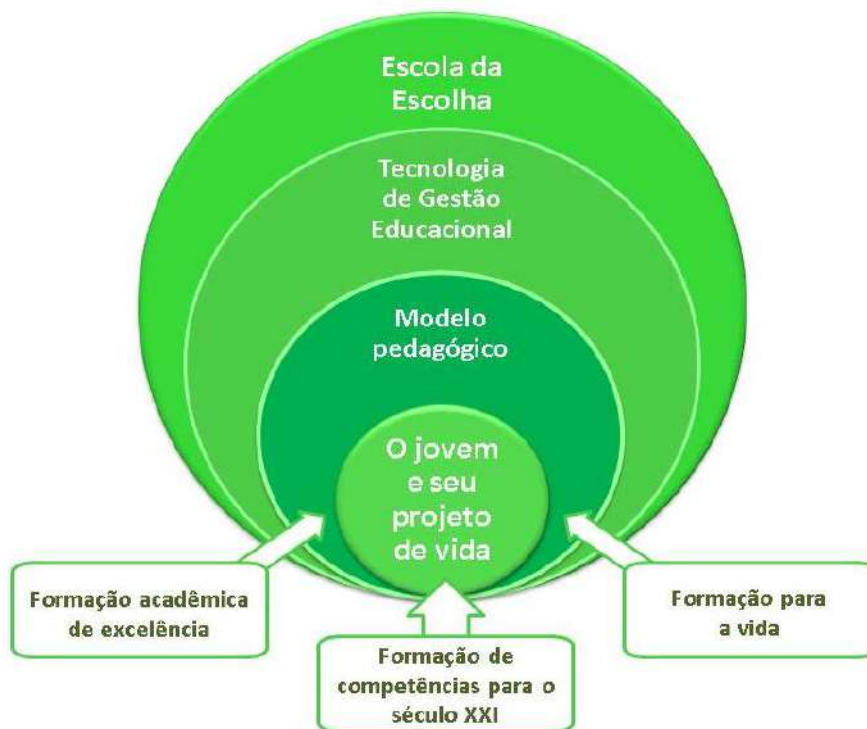 Escola da
Escolha
Tecnologia
de Gestão
Educacional
Modelo
pedagógico
O jovem
e seu
projeto
de vida
Formação acadêmica
de excelência
Formação de
competências para o
século XXI
Formação para
a vida